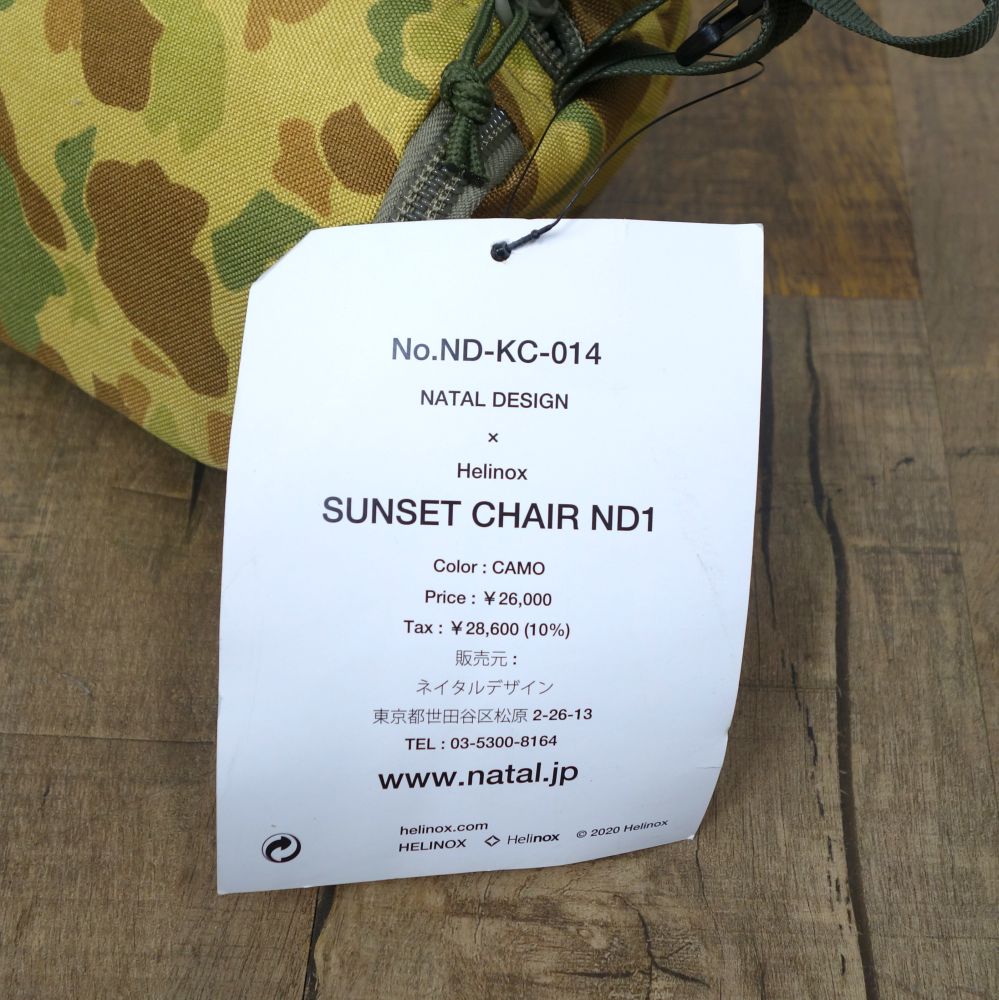 No.ND-KC-014
NATAL DESIGN
×
Helinox
SUNSET CHAIR ND1
Color : CAMO
Price : ￥26,000
Tax : ￥28,600 (10%)
販売元 :
ネイタルデザイン
東京都世田谷区松原 2-26-13
TEL : 03-5300-8164
www.natal.jp
helinox.com
HELINOX Helinox © 2020 Helinox